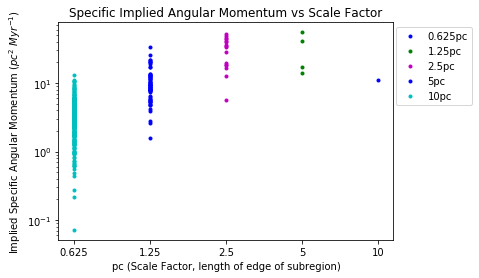 Specific Implied Angular Momentum vs Scale Factor
Implied Specific Angular Momentum (pc² Myr⁻¹)
10¹
10⁰
10⁻¹
0.625 1.25 2.5 5 10
pc (Scale Factor, length of edge of subregion)
0.625pc
1.25pc
2.5pc
5pc
10pc